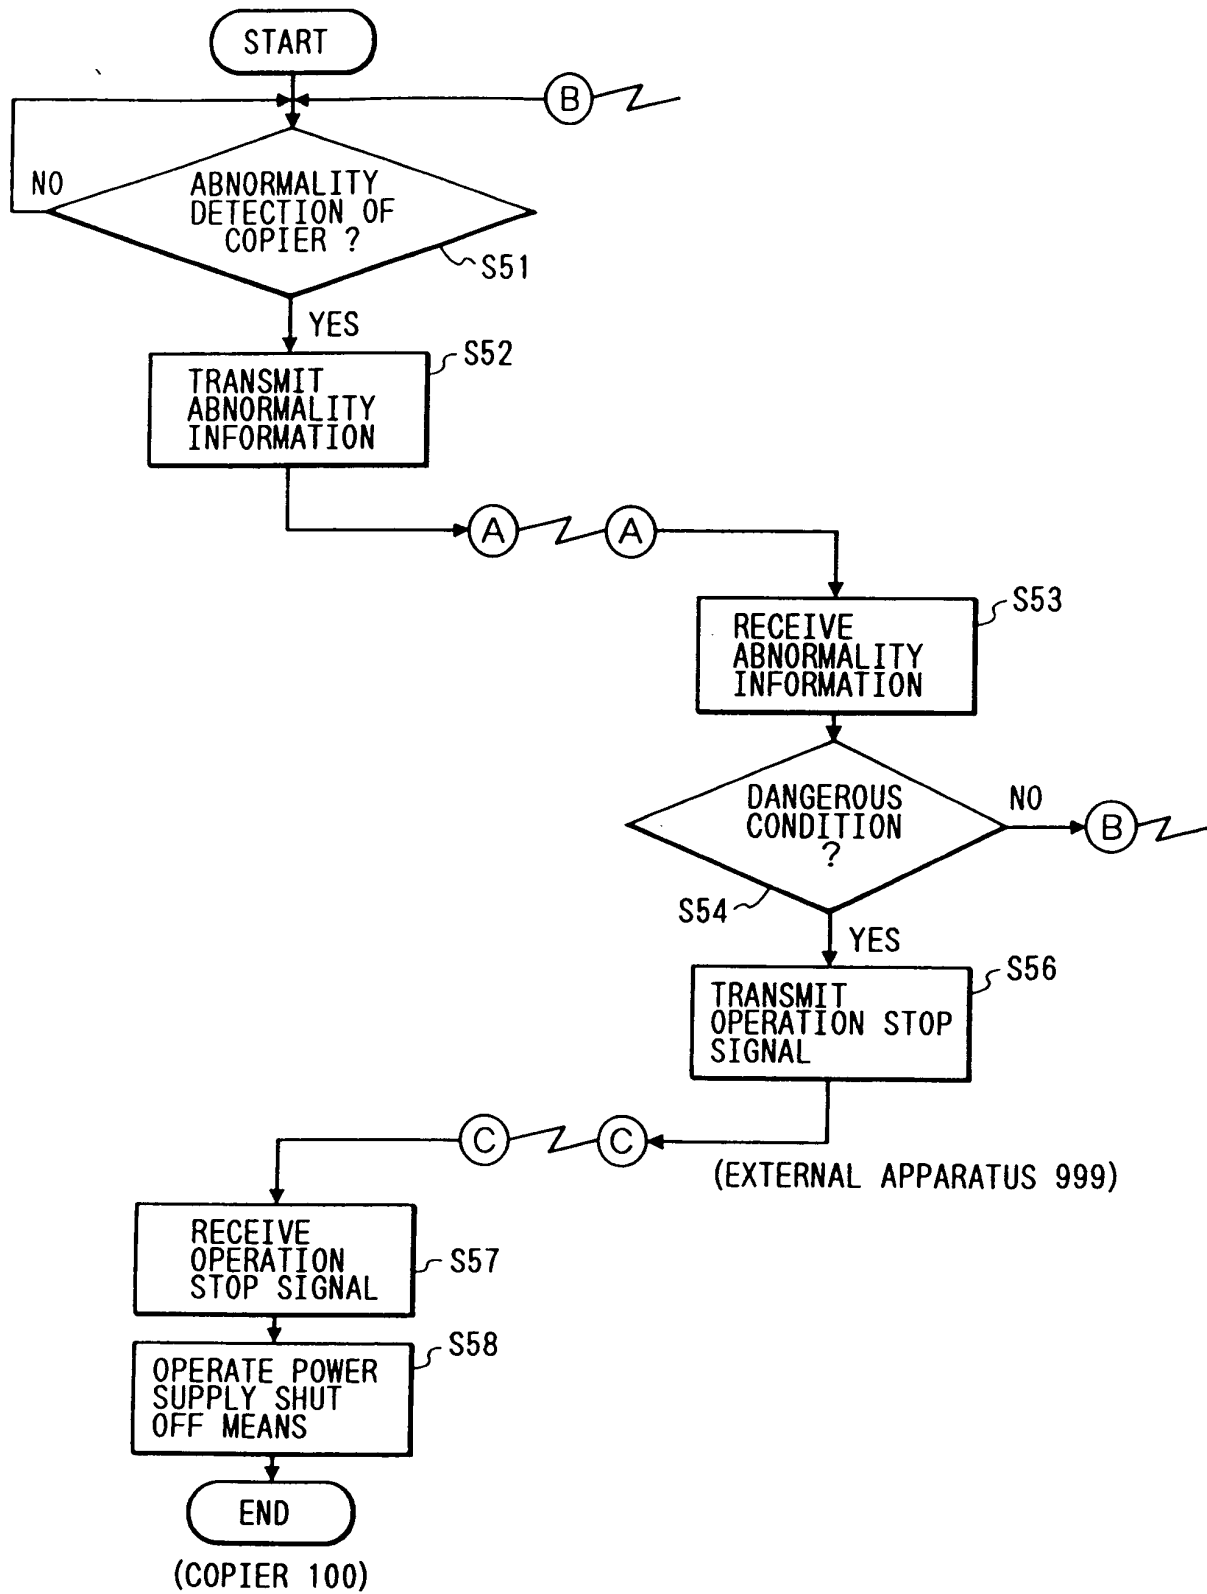 START
B
NO
ABNORMALITY
DETECTION OF
COPIER ?
S51
YES
S52
TRANSMIT
ABNORMALITY
INFORMATION
A
A
S53
RECEIVE
ABNORMALITY
INFORMATION
DANGEROUS
CONDITION
?
NO
B
S54
YES
S56
TRANSMIT
OPERATION STOP
SIGNAL
C
C
(EXTERNAL APPARATUS 999)
RECEIVE
OPERATION
STOP SIGNAL
S57
S58
OPERATE POWER
SUPPLY SHUT
OFF MEANS
END
(COPIER 100)